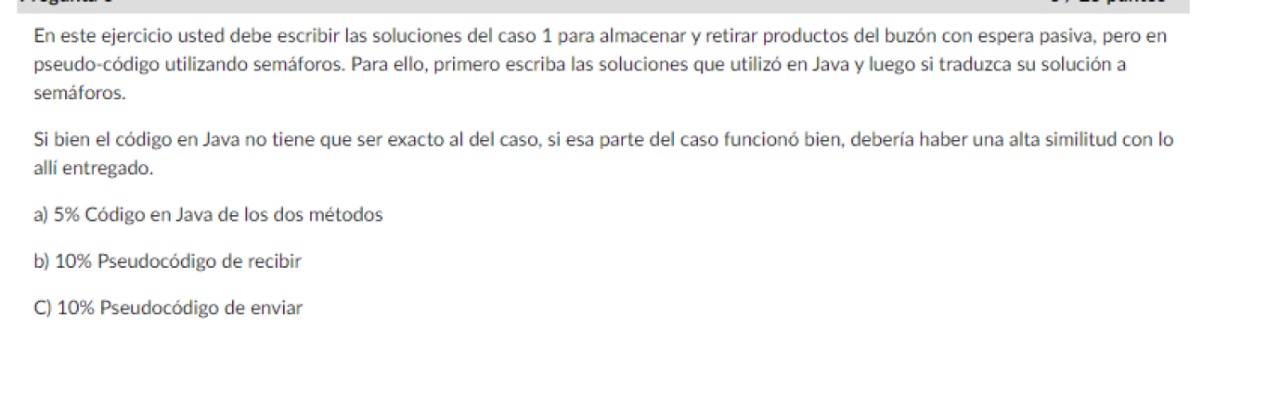 En este ejercicio usted debe escribir las soluciones del caso 1 para almacenar y retirar productos del buzón con espera pasiva, pero en
pseudo-código utilizando semáforos. Para ello, primero escriba las soluciones que utilizó en Java y luego si traduzca su solución a
semáforos.
Si bien el código en Java no tiene que ser exacto al del caso, si esa parte del caso funcionó bien, debería haber una alta similitud con lo
allí entregado.
a) 5% Código en Java de los dos métodos
b) 10% Pseudocódigo de recibir
C) 10% Pseudocódigo de enviar